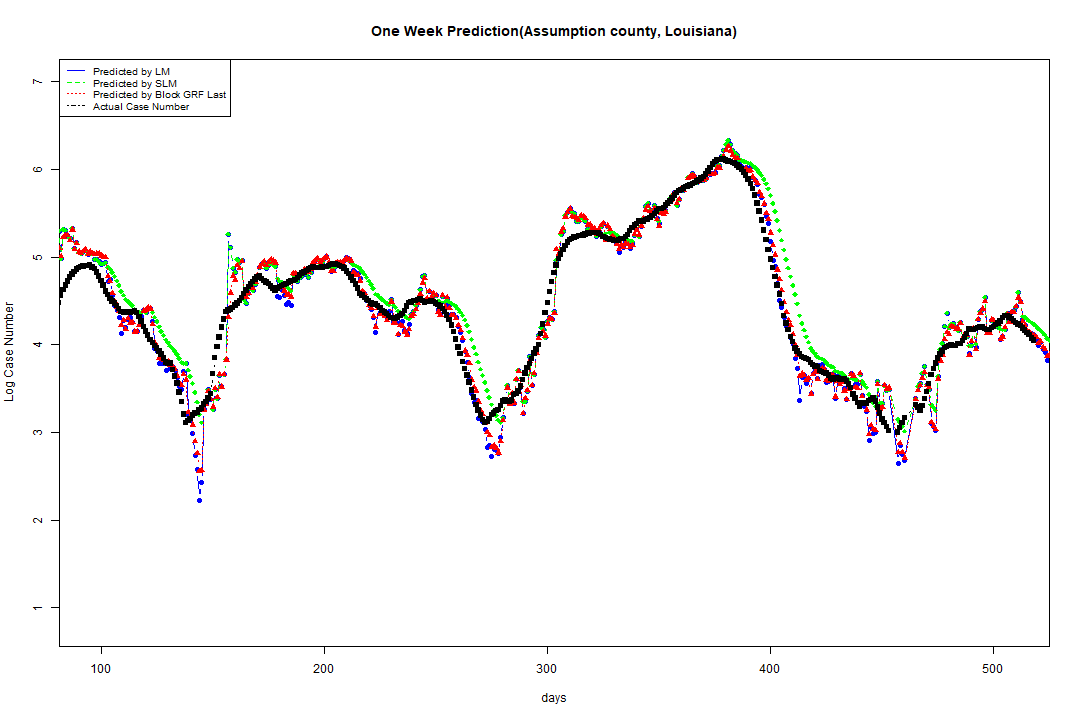 One Week Prediction(Assumption county, Louisiana)
Predicted by LM
Predicted by SLM
Predicted by Block GRF Last
Actual Case Number
7
6
5
4
3
2
1
Log Case Number
100 200 300 400 500
days